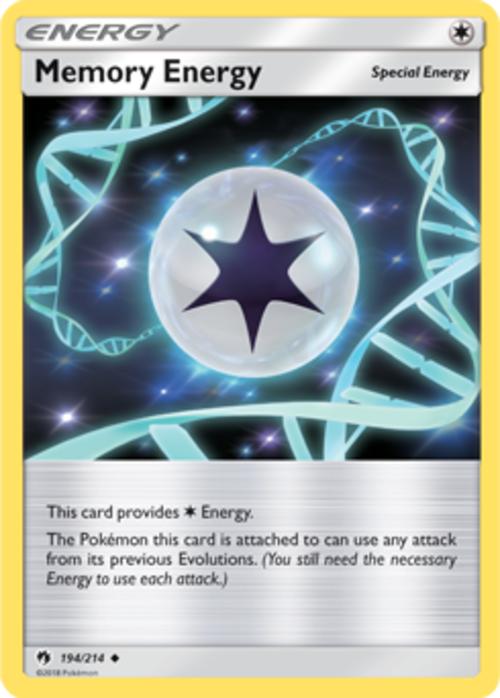 ENERGY
Memory Energy
Special Energy
This card provides ✶ Energy.
The Pokémon this card is attached to can use any attack
from its previous Evolutions. (You still need the necessary
Energy to use each attack.)
194/214 ◆
©2018 Pokémon